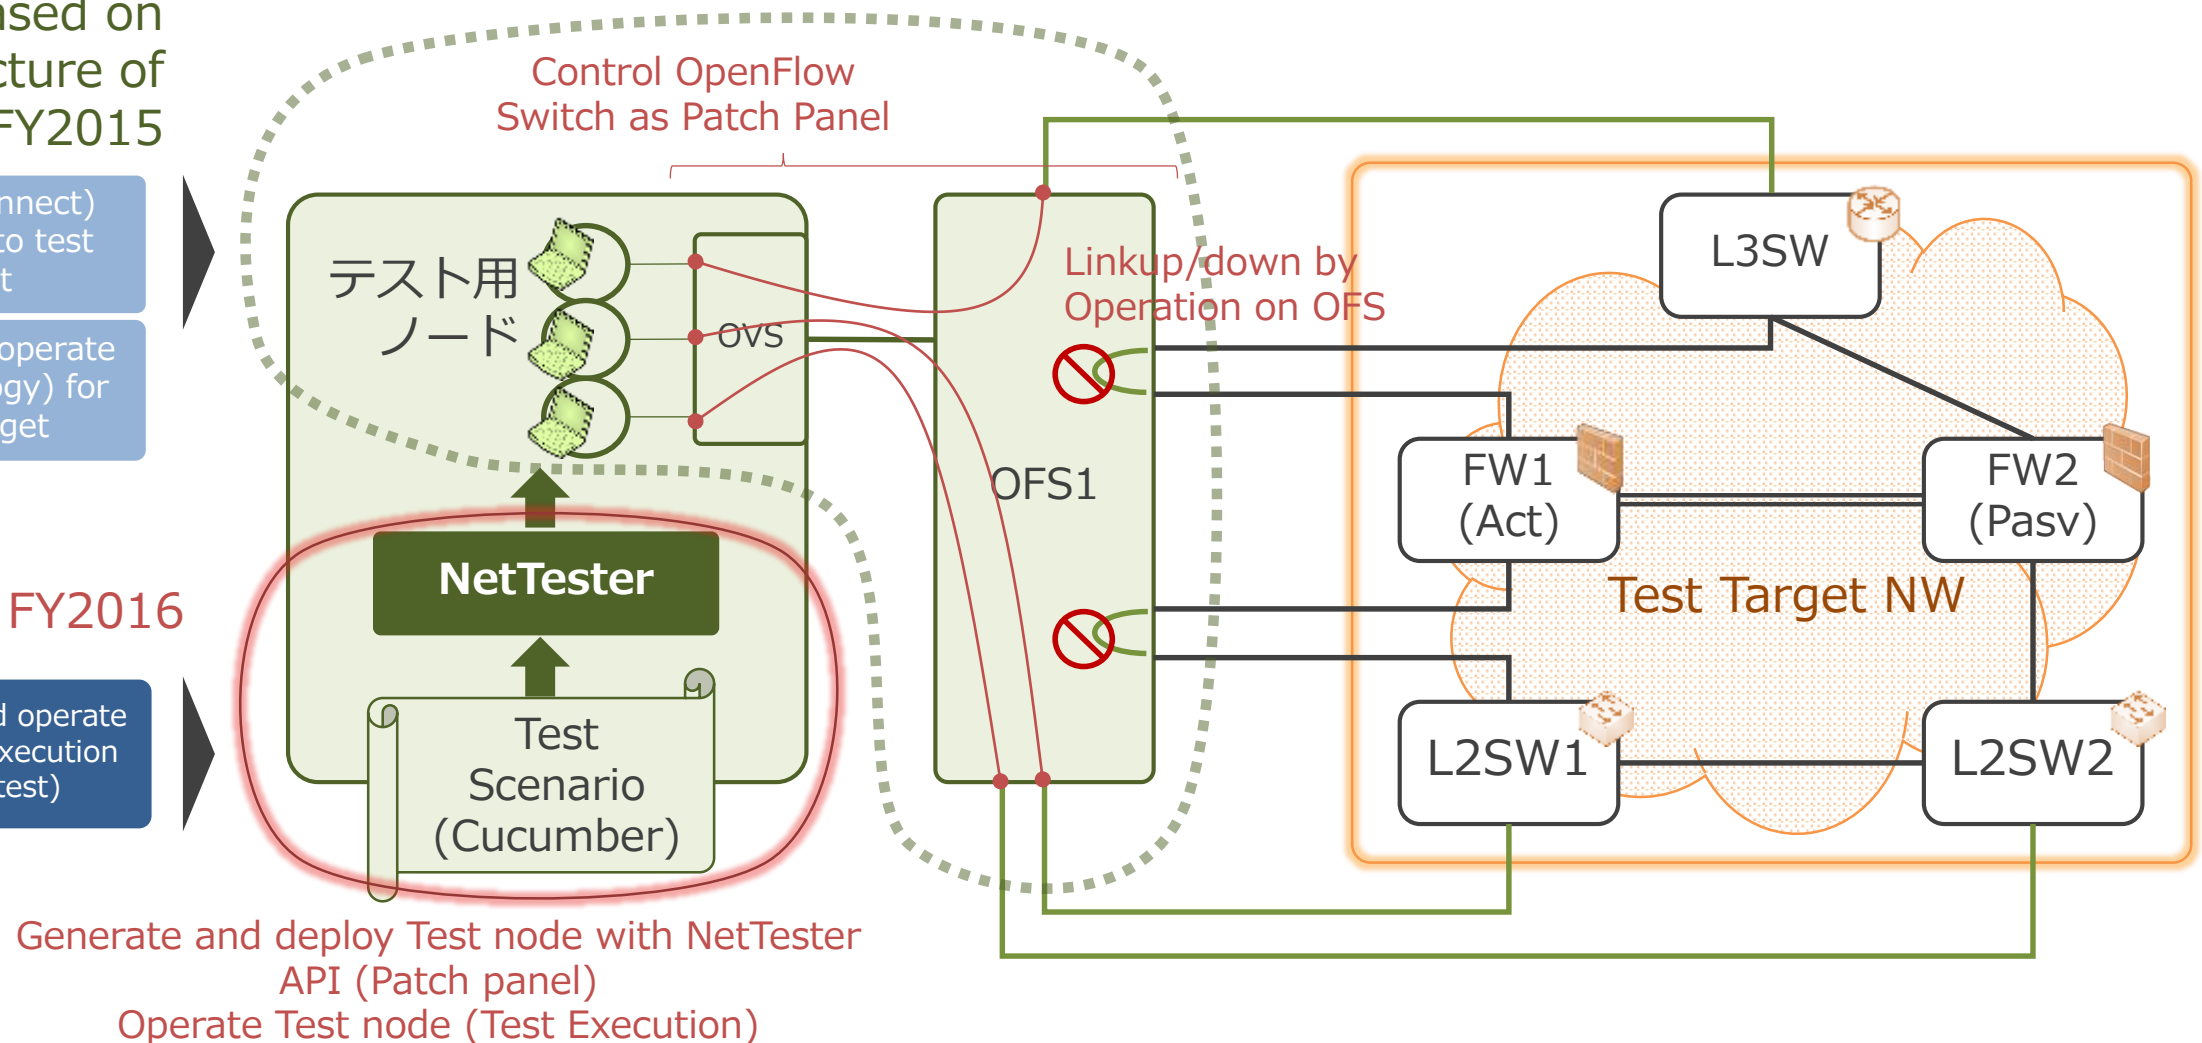 ased on
cture of
FY2015
Control OpenFlow
Switch as Patch Panel
nnect)
to test
t
operate
ogy) for
get
テスト用
ノード
OVS
Linkup/down by
Operation on OFS
OFS1
L3SW
FW1
(Act)
FW2
(Pasv)
Test Target NW
NetTester
FY2016
d operate
xecution
test)
Test
Scenario
(Cucumber)
L2SW1
L2SW2
Generate and deploy Test node with NetTester
API (Patch panel)
Operate Test node (Test Execution)